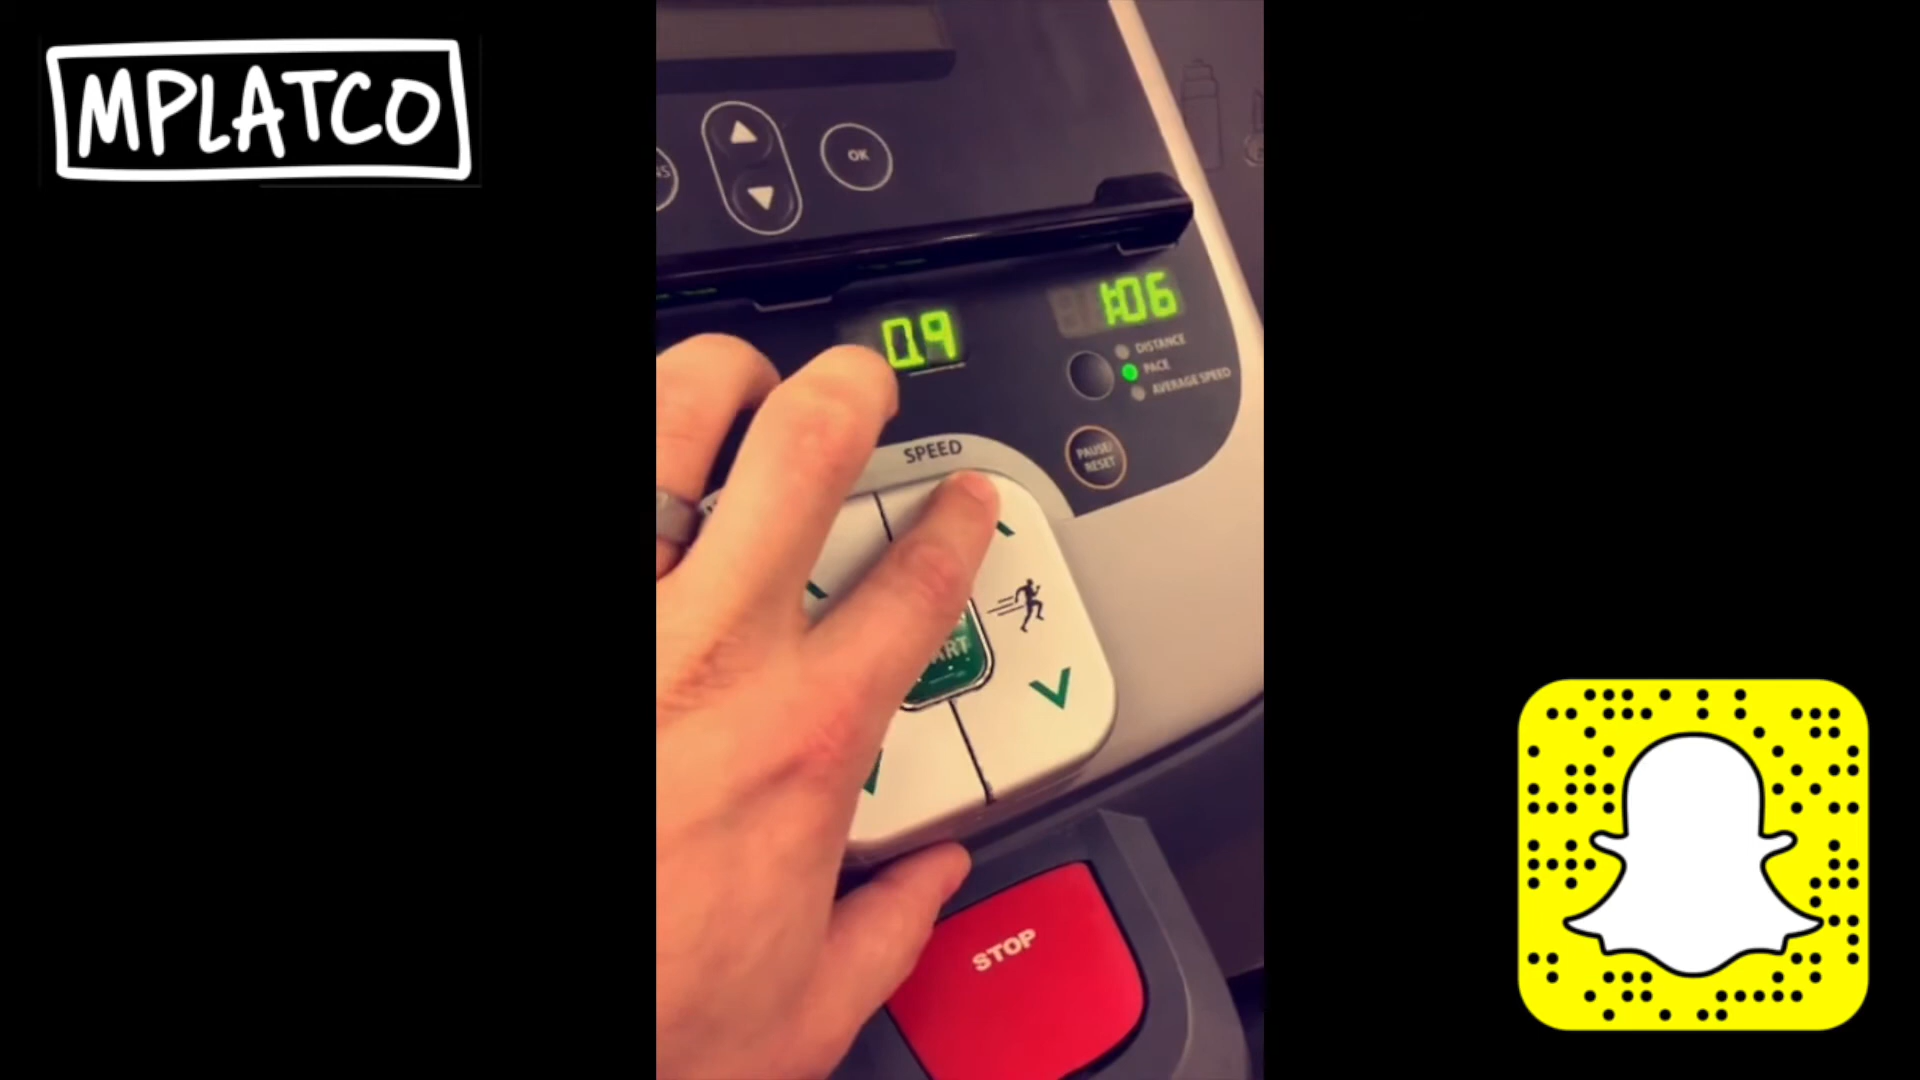 MPLATCO
OK
0.9
1:06
DISTANCE
PACE
AVERAGE SPEED
SPEED
PAUSE/
RESET
STOP